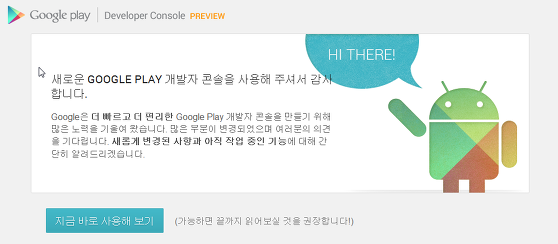 Google play | Developer Console PREVIEW
HI THERE!
새로운 GOOGLE PLAY 개발자 콘솔을 사용해 주셔서 감사
합니다.
Google은 더 빠르고 더 편리한 Google Play 개발자 콘솔을 만들기 위해
많은 노력을 기울여 왔습니다. 많은 부분이 변경되었으며 여러분의 의견
을 기다립니다. 새롭게 변경된 사항과 아직 작업 중인 기능에 대해 간
단히 알려드리겠습니다.
지금 바로 사용해 보기 (가능하면 끝까지 읽어보실 것을 권장합니다!)